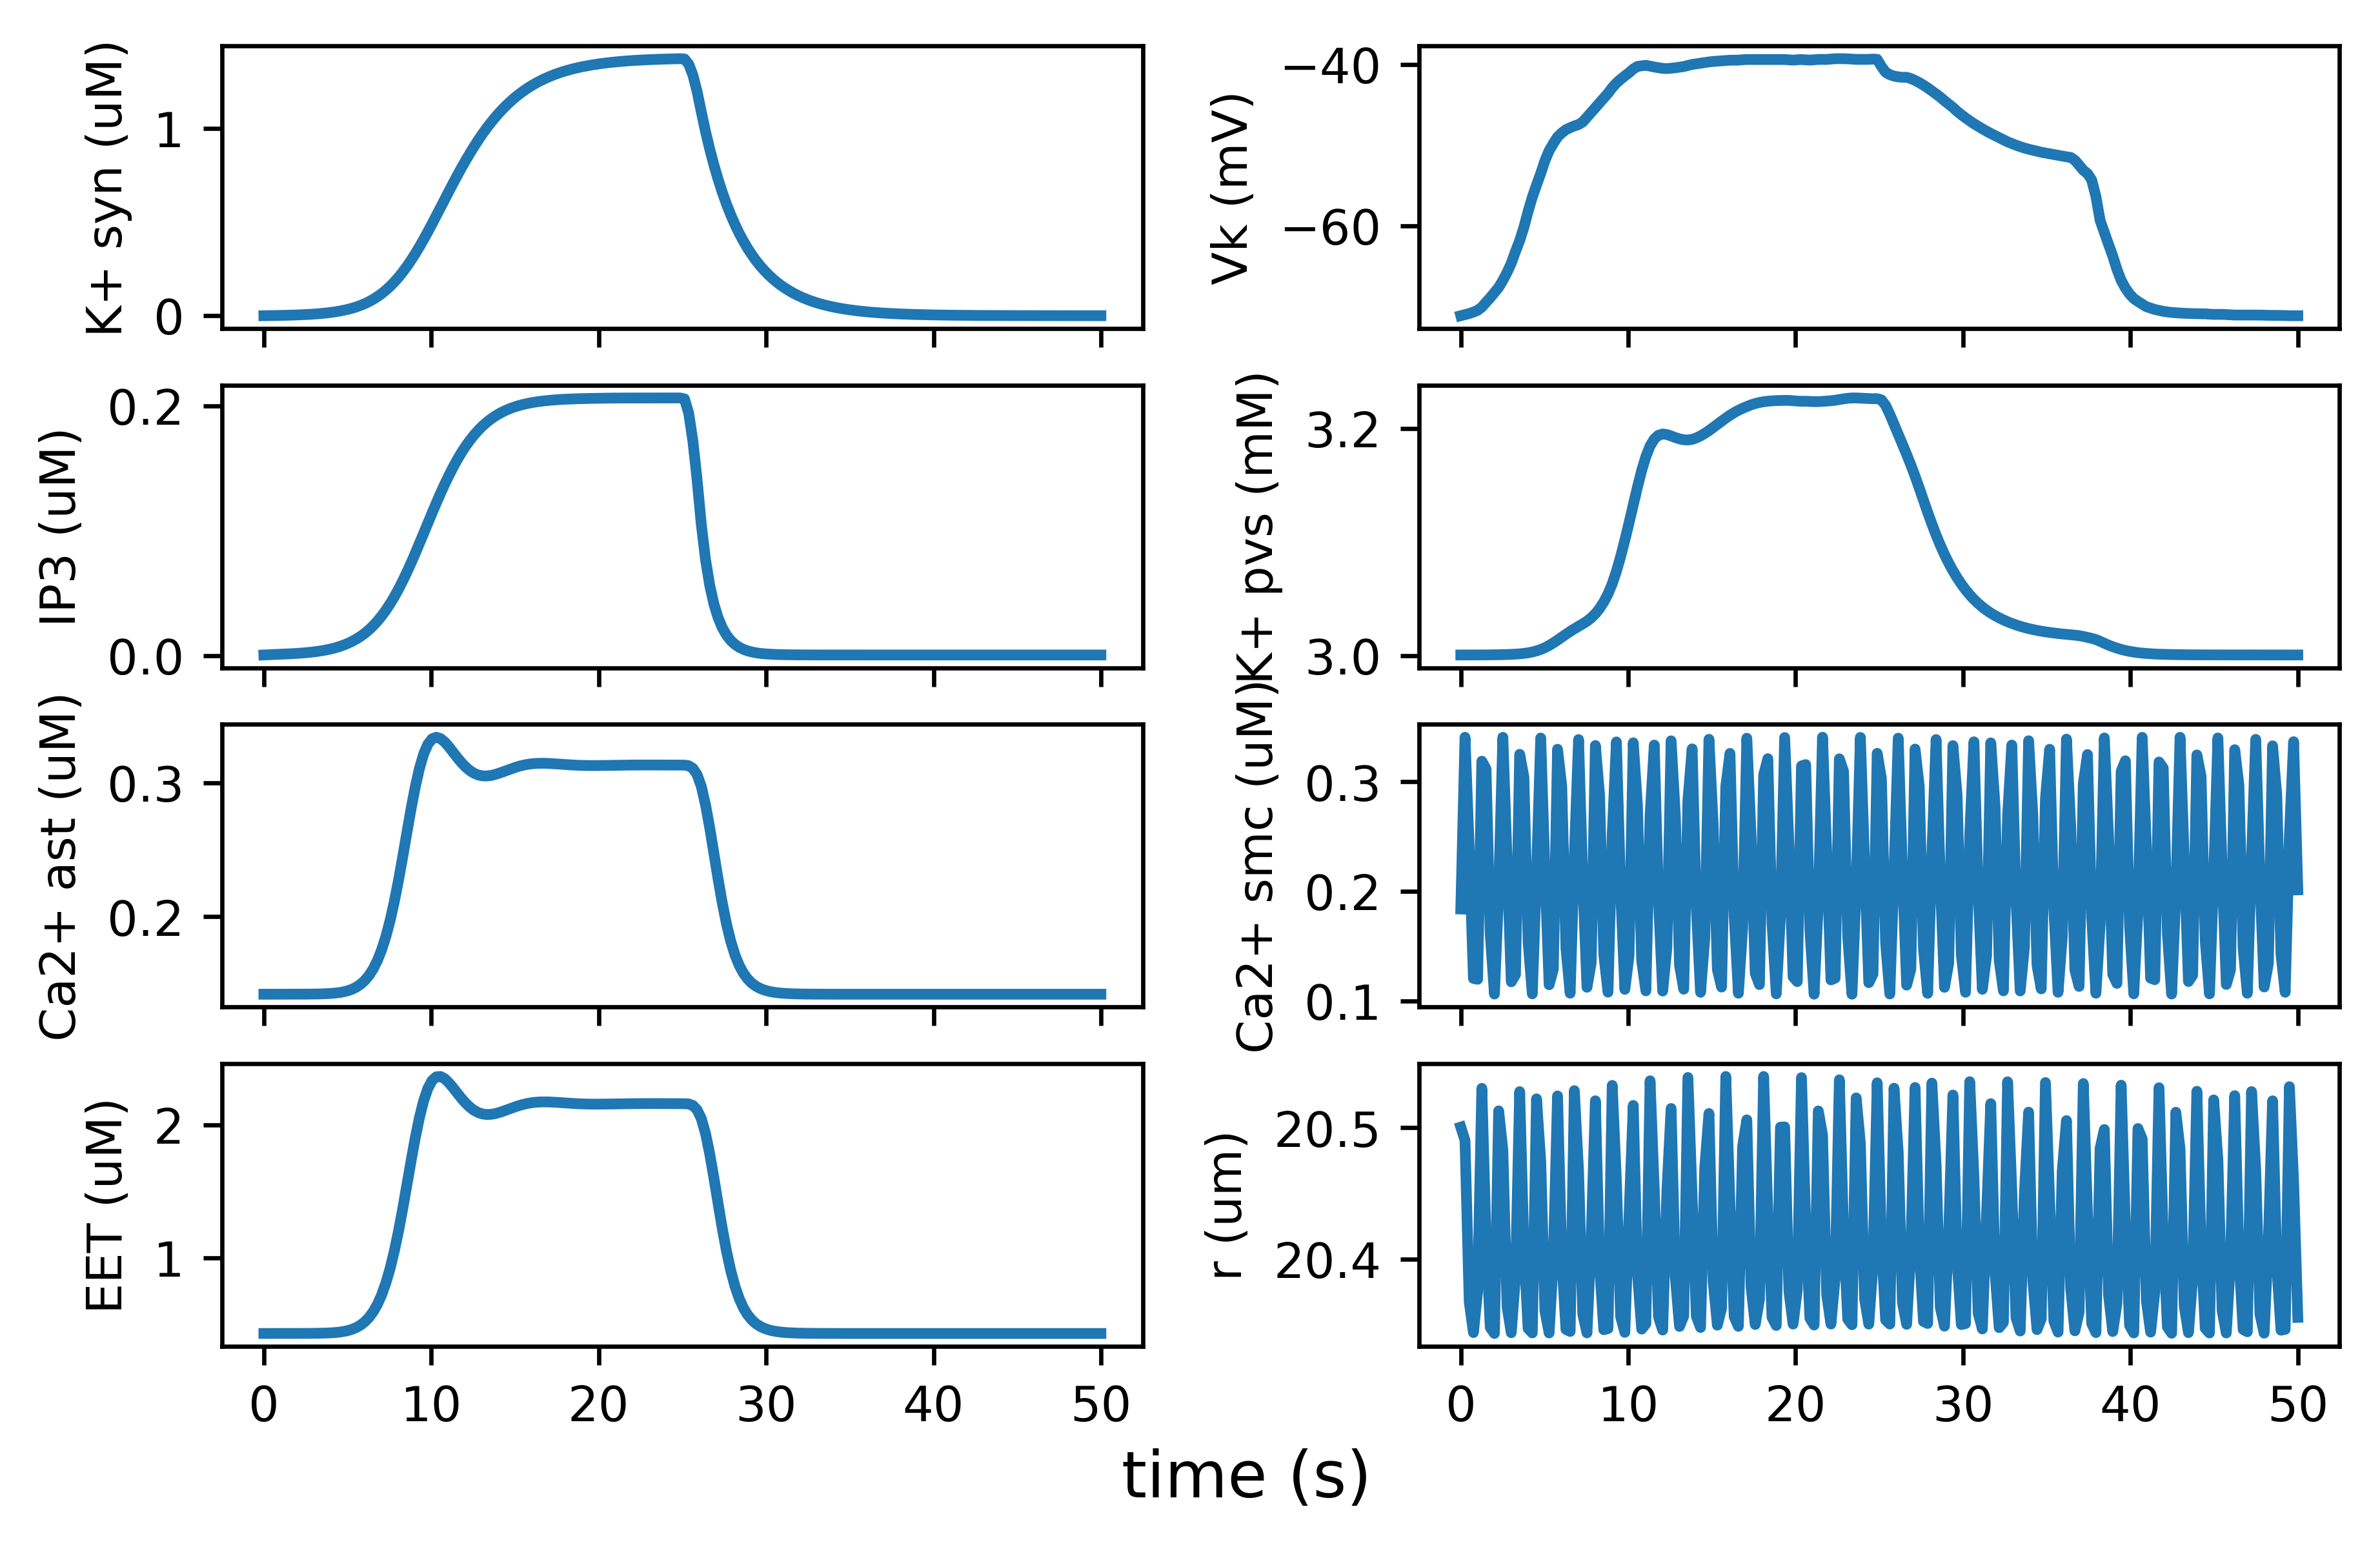 K+ syn (uM)
1
0
Vk (mV)
−40
−60
IP3 (uM)
0.2
0.0
K+ pvs (mM)
3.2
3.0
Ca2+ ast (uM)
0.3
0.2
Ca2+ smc (uM)
0.3
0.2
0.1
EET (uM)
2
1
0 10 20 30 40 50
r (um)
20.5
20.4
0 10 20 30 40 50
time (s)